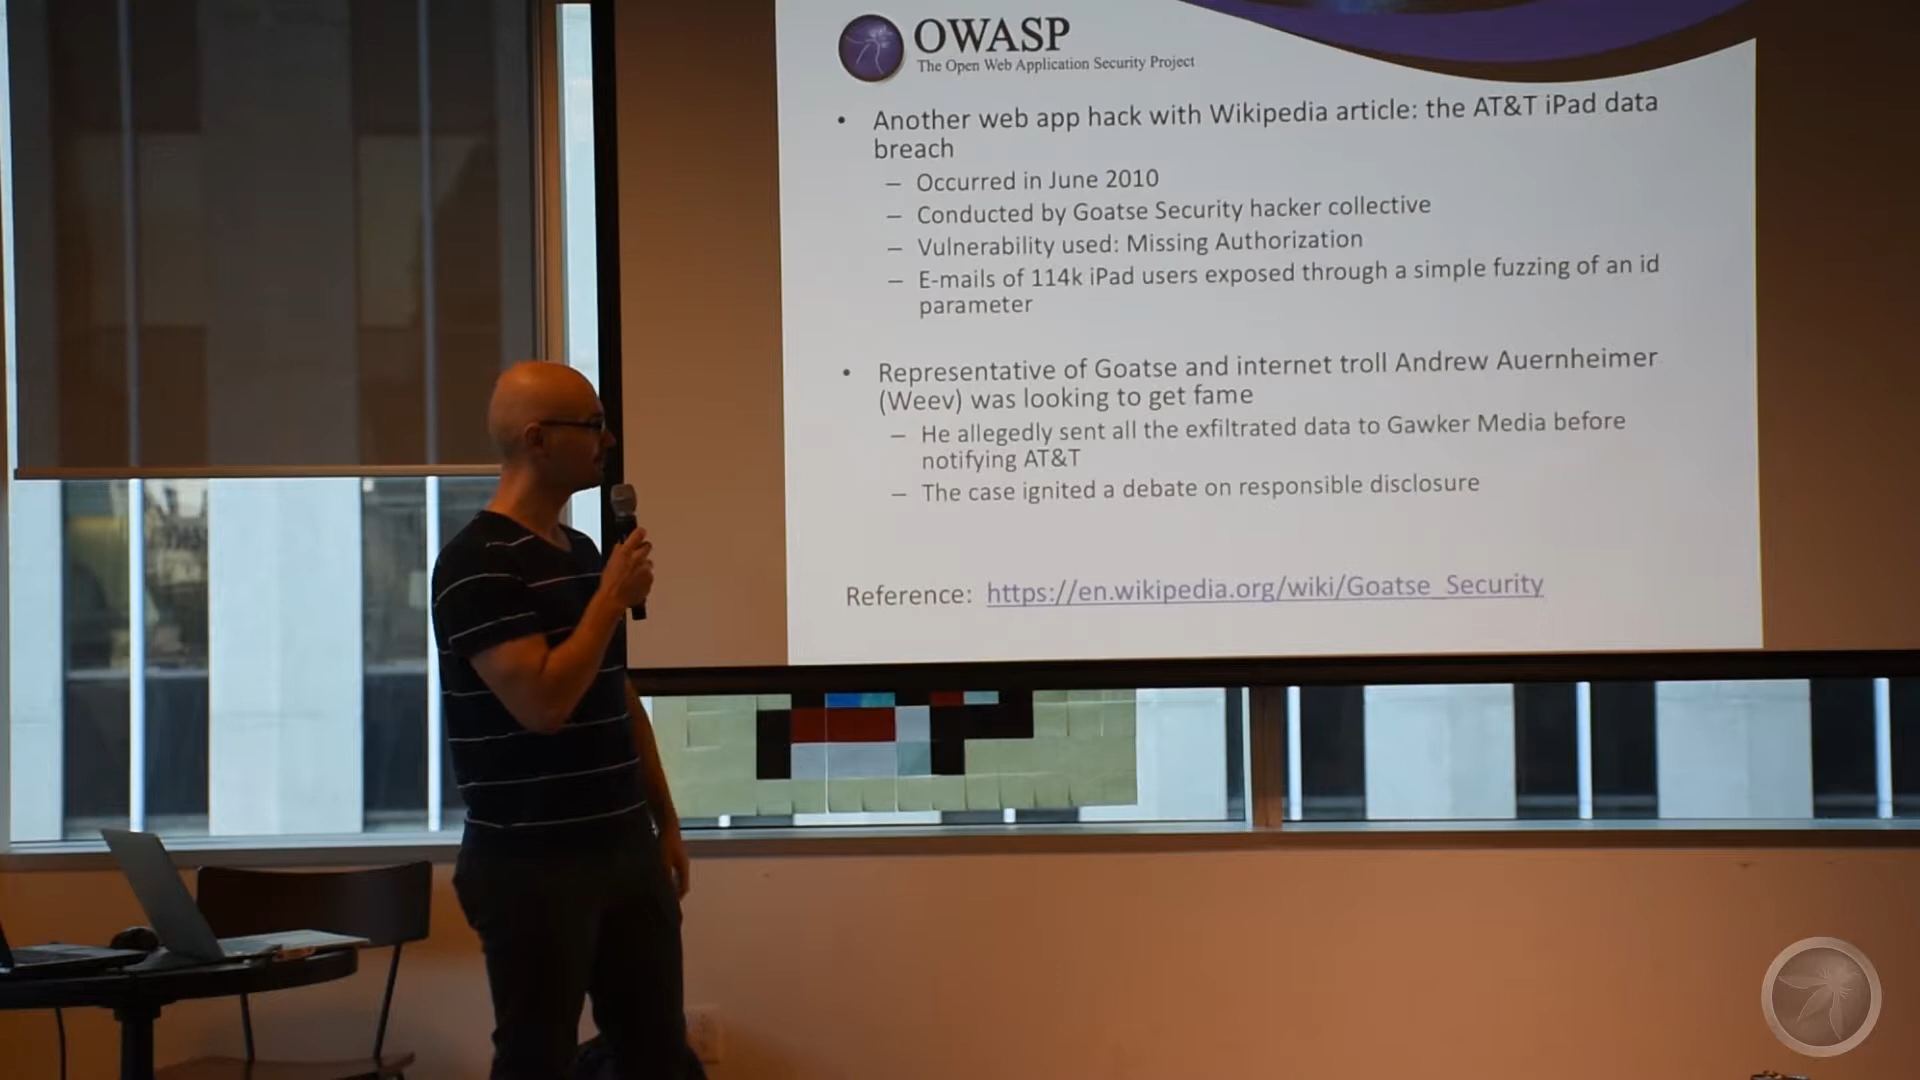 OWASP
The Open Web Application Security Project
• Another web app hack with Wikipedia article: the AT&T iPad data
breach
– Occurred in June 2010
– Conducted by Goatse Security hacker collective
– Vulnerability used: Missing Authorization
– E-mails of 114k iPad users exposed through a simple fuzzing of an id
parameter
• Representative of Goatse and internet troll Andrew Auernheimer
(Weev) was looking to get fame
– He allegedly sent all the exfiltrated data to Gawker Media before
notifying AT&T
– The case ignited a debate on responsible disclosure
Reference: https://en.wikipedia.org/wiki/Goatse_Security